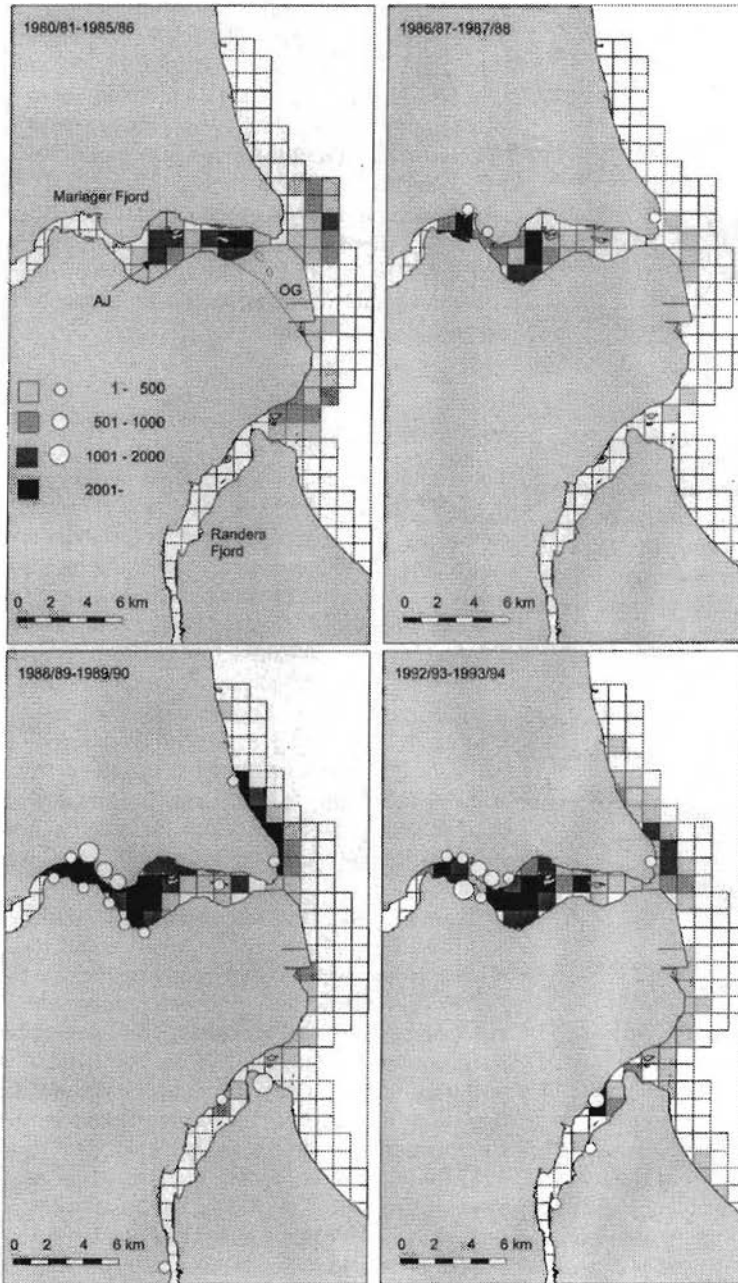 1980/81-1985/86
Mariager Fjord
AJ
OG
1 - 500
501 - 1000
1001 - 2000
2001-
Randers
Fjord
0 2 4 6 km
1986/87-1987/88
0 2 4 6 km
1988/89-1989/90
0 2 4 6 km
1992/93-1993/94
0 2 4 6 km